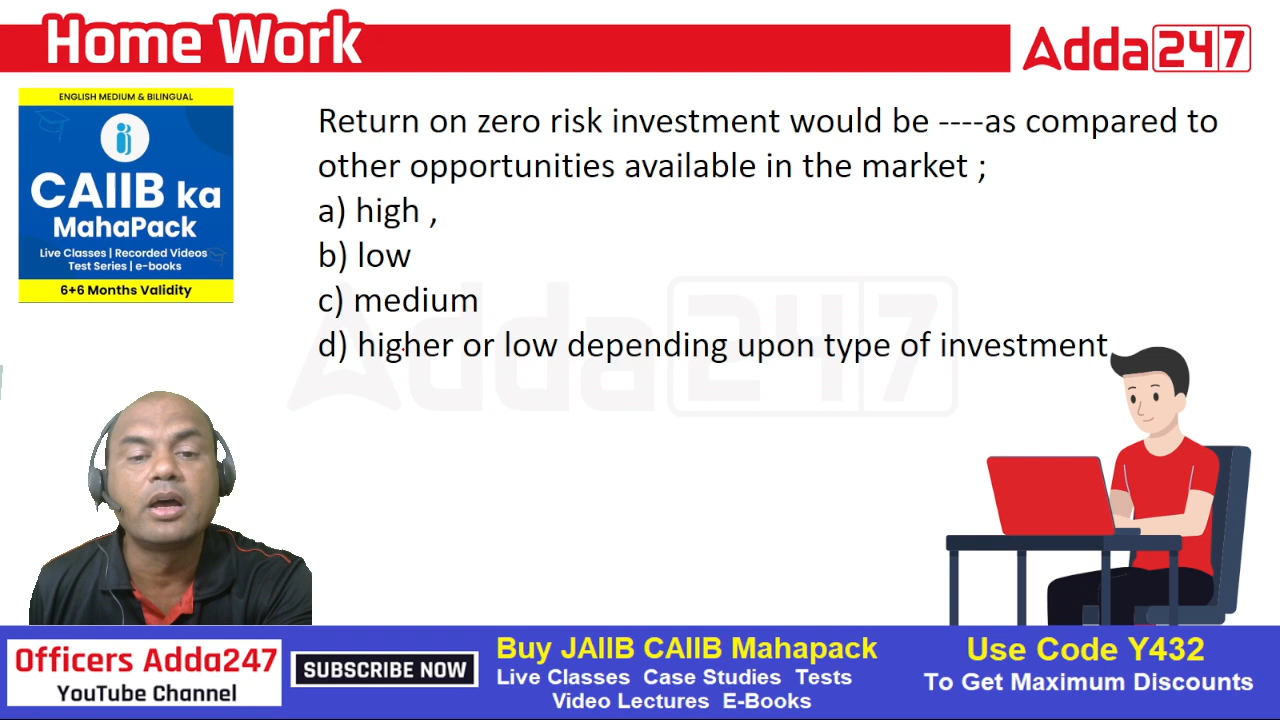 Home Work
Adda247
ENGLISH MEDIUM & BILINGUAL
CAIIB ka
MahaPack
Live Classes | Recorded Videos
Test Series | e-books
6+6 Months Validity
Return on zero risk investment would be ----as compared to
other opportunities available in the market ;
a) high ,
b) low
c) medium
d) higher or low depending upon type of investment
Adda247
Officers Adda247
YouTube Channel
SUBSCRIBE NOW
Buy JAIIB CAIIB Mahapack
Live Classes Case Studies Tests
Video Lectures E-Books
Use Code Y432
To Get Maximum Discounts